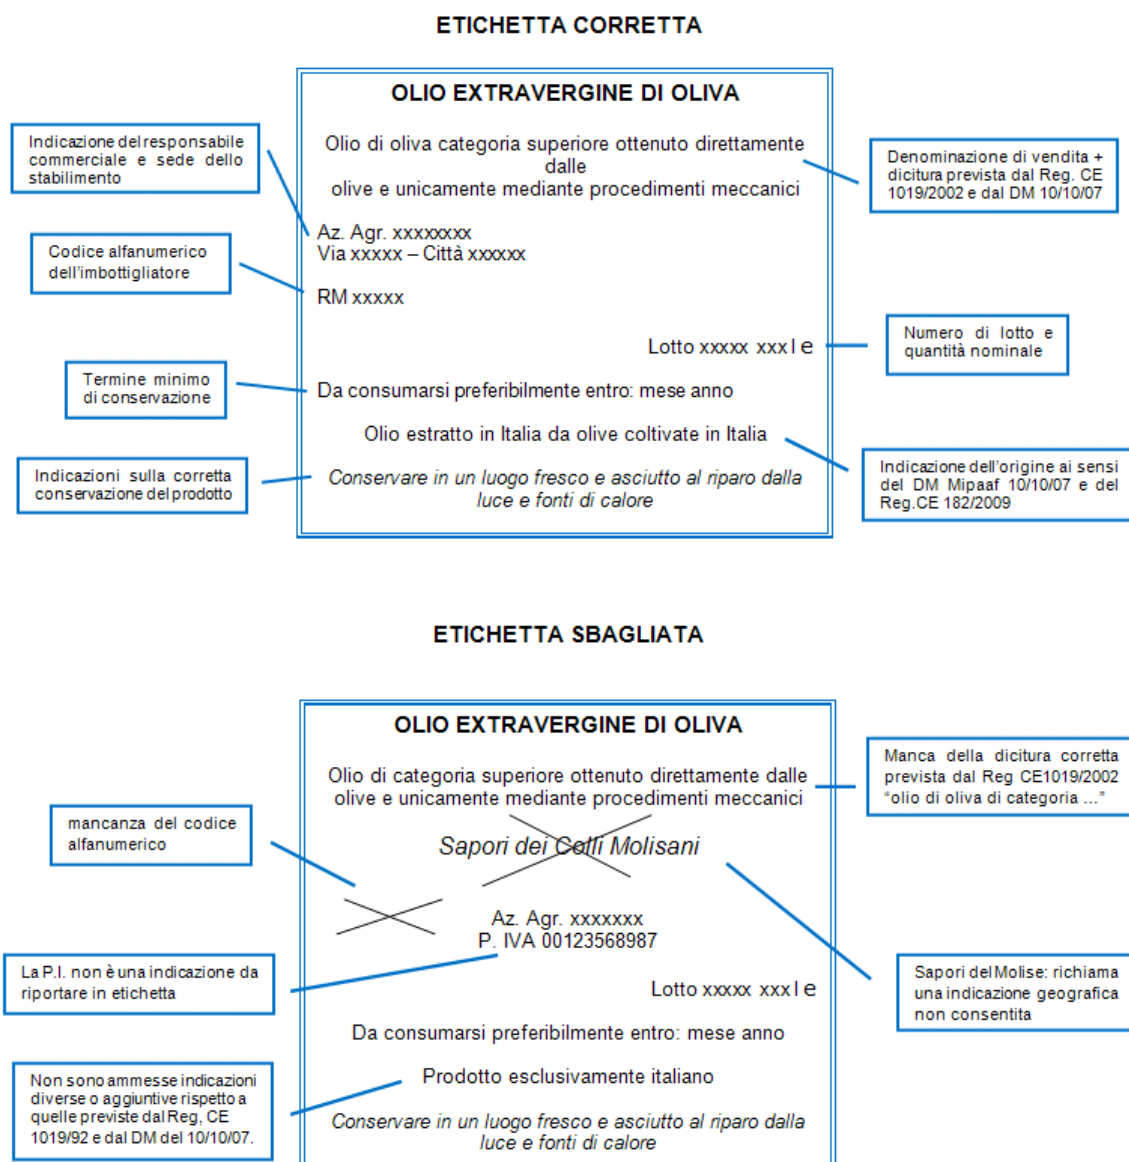 ETICHETTA CORRETTA
OLIO EXTRAVERGINE DI OLIVA
Indicazione del responsabile
commerciale e sede dello
stabilimento
Olio di oliva categoria superiore ottenuto direttamente
dalle
olive e unicamente mediante procedimenti meccanici
Denominazione di vendita +
dicitura prevista dal Reg. CE
1019/2002 e dal DM 10/10/07
Az. Agr. xxxxxxxx
Via xxxxx – Città xxxxxx
Codice alfanumerico
dell'imbottigliatore
RM xxxxx
Lotto xxxxx xxx l e
Numero di lotto e
quantità nominale
Termine minimo
di conservazione
Da consumarsi preferibilmente entro: mese anno
Olio estratto in Italia da olive coltivate in Italia
Indicazioni sulla corretta
conservazione del prodotto
Conservare in un luogo fresco e asciutto al riparo dalla
luce e fonti di calore
Indicazione dell'origine ai sensi
del DM Mipaaf 10/10/07 e del
Reg.CE 182/2009
ETICHETTA SBAGLIATA
OLIO EXTRAVERGINE DI OLIVA
Olio di categoria superiore ottenuto direttamente dalle
olive e unicamente mediante procedimenti meccanici
Manca della dicitura corretta
prevista dal Reg CE1019/2002
"olio di oliva di categoria ..."
mancanza del codice
alfanumerico
Sapori dei Colli Molisani
Az. Agr. xxxxxxx
P. IVA 00123568987
La P.I. non è una indicazione da
riportare in etichetta
Lotto xxxxx xxx l e
Sapori del Molise: richiama
una indicazione geografica
non consentita
Da consumarsi preferibilmente entro: mese anno
Prodotto esclusivamente italiano
Non sono ammesse indicazioni
diverse o aggiuntive rispetto a
quelle previste dal Reg, CE
1019/92 e dal DM del 10/10/07.
Conservare in un luogo fresco e asciutto al riparo dalla
luce e fonti di calore